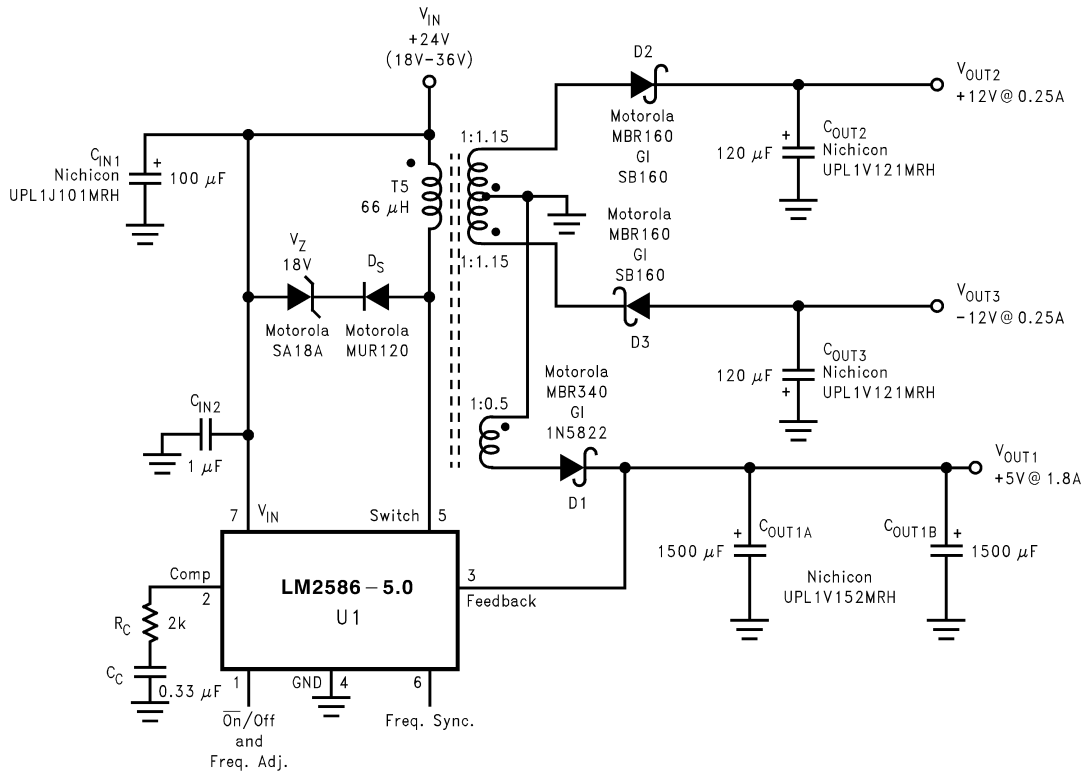 VIN
+24V
(18V-36V)
CIN1
Nichicon
UPL1J101MRH
+
100 μF
T5
66 μH
1:1.15
1:1.15
D2
Motorola
MBR160
GI
SB160
VOUT2
+12V@ 0.25A
+
120 μF
COUT2
Nichicon
UPL1V121MRH
Motorola
MBR160
GI
SB160
D3
VOUT3
-12V@ 0.25A
120 μF
+
COUT3
Nichicon
UPL1V121MRH
VZ
18V
Motorola
SA18A
DS
Motorola
MUR120
CIN2
1 μF
1:0.5
Motorola
MBR340
GI
1N5822
D1
VOUT1
+5V@ 1.8A
+
COUT1A
1500 μF
COUT1B
+
1500 μF
Nichicon
UPL1V152MRH
7
VIN
Switch
5
Comp
2
LM2586-5.0
U1
3
Feedback
RC
2k
CC
0.33 μF
1
GND
4
6
O̅n̅/Off
and
Freq. Adj.
Freq. Sync.